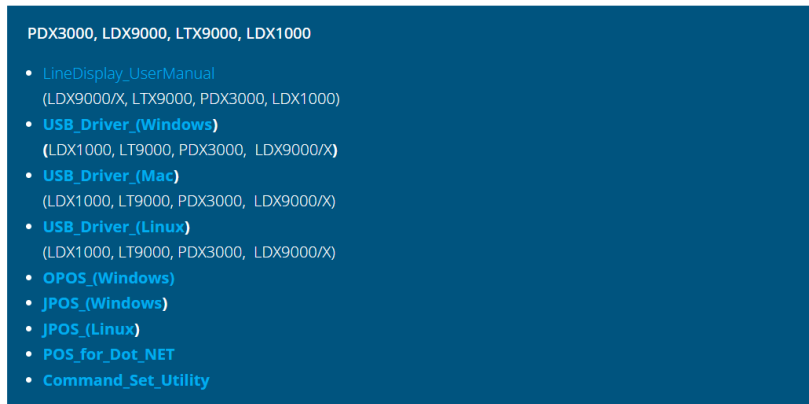 PDX3000, LDX9000, LTX9000, LDX1000
• LineDisplay_UserManual
(LDX9000/X, LTX9000, PDX3000, LDX1000)
• USB_Driver_(Windows)
(LDX1000, LT9000, PDX3000,  LDX9000/X)
• USB_Driver_(Mac)
(LDX1000, LT9000, PDX3000,  LDX9000/X)
• USB_Driver_(Linux)
(LDX1000, LT9000, PDX3000,  LDX9000/X)
• OPOS_(Windows)
• JPOS_(Windows)
• JPOS_(Linux)
• POS_for_Dot_NET
• Command_Set_Utility